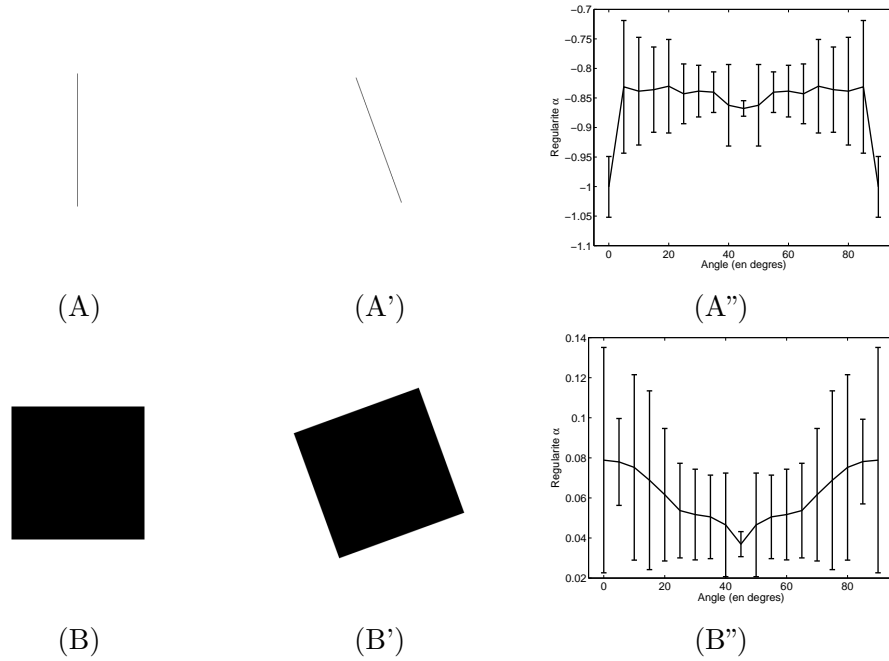 −0.7
−0.75
−0.8
−0.85
−0.9
−0.95
−1
−1.05
−1.1
Regularite α
0 20 40 60 80
Angle (en degres)
(A) (A') (A")
0.14
0.12
0.1
0.08
0.06
0.04
0.02
Regularite α
0 20 40 60 80
Angle (en degres)
(B) (B') (B")